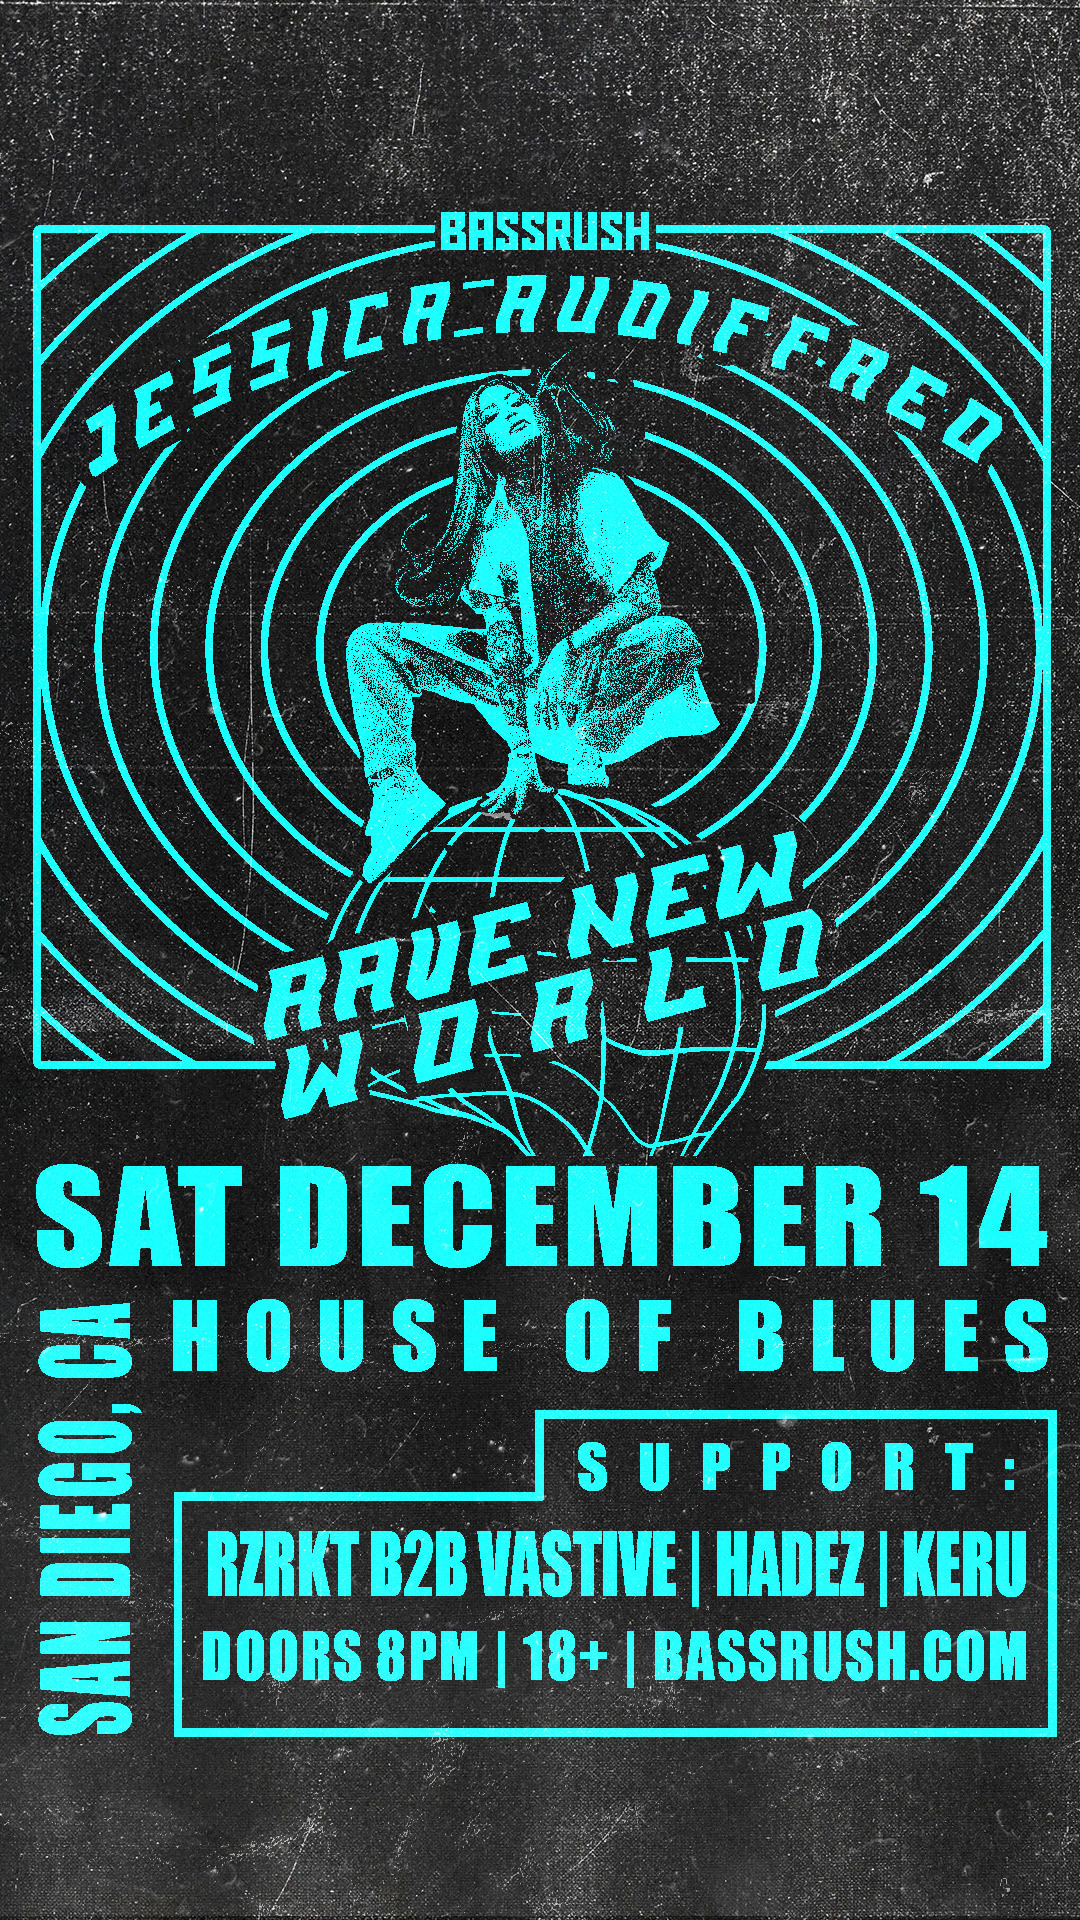 BASSRUSH
JESSICA AUDIFFRED
RAVE NEW
WORLD
SAT DECEMBER 14
HOUSE OF BLUES
SAN DIEGO, CA
SUPPORT:
RZRKT B2B VASTIVE | HADEZ | KERU
DOORS 8PM | 18+ | BASSRUSH.COM